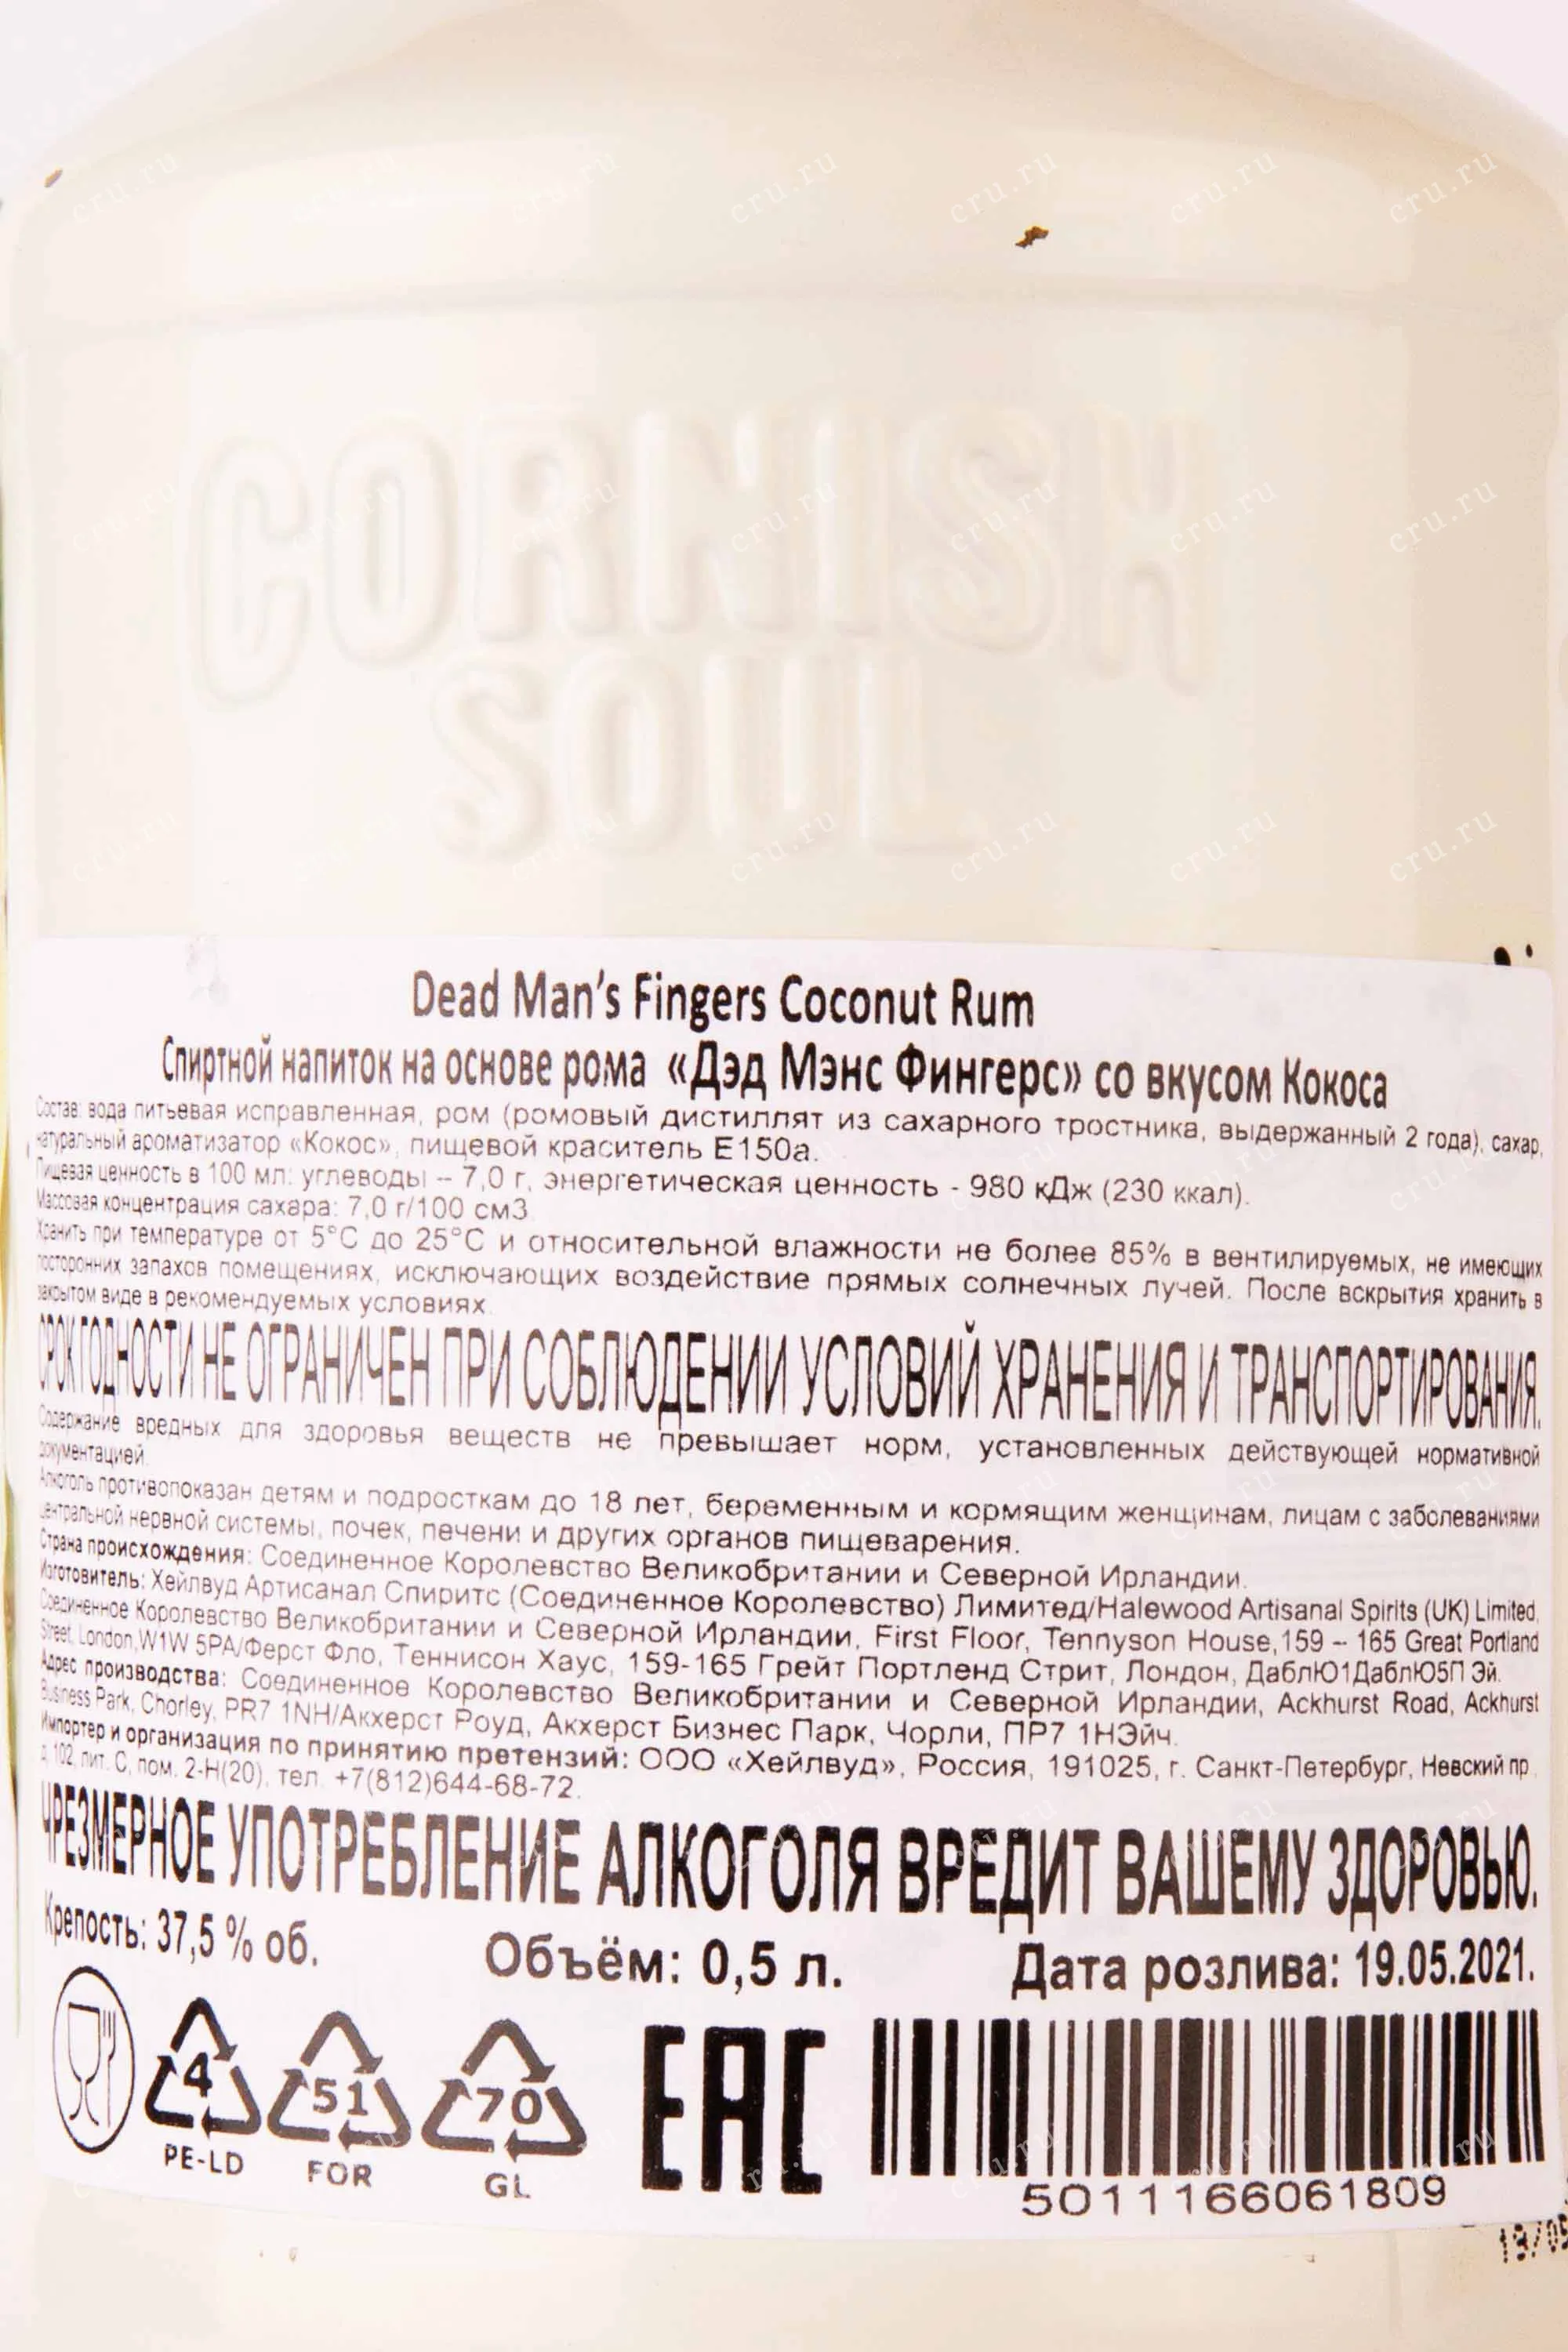 CORNISH
SOUL
Dead Man's Fingers Coconut Rum
Спиртной напиток на основе рома «Дэд Мэнс Фингерс» со вкусом Кокоса
Состав: вода питьевая исправленная, ром (ромовый дистиллят из сахарного тростника, выдержанный 2 года), сахар,
натуральный ароматизатор «Кокос», пищевой краситель Е150а.
Пищевая ценность в 100 мл: углеводы – 7,0 г, энергетическая ценность - 980 кДж (230 ккал).
Массовая концентрация сахара: 7,0 г/100 см3
Хранить при температуре от 5°С до 25°С и относительной влажности не более 85% в вентилируемых, не имеющих
посторонних запахов помещениях, исключающих воздействие прямых солнечных лучей. После вскрытия хранить в
закрытом виде в рекомендуемых условиях.
СРОК ГОДНОСТИ НЕ ОГРАНИЧЕН ПРИ СОБЛЮДЕНИИ УСЛОВИЙ ХРАНЕНИЯ И ТРАНСПОРТИРОВАНИЯ.
Содержание вредных для здоровья веществ не превышает норм, установленных действующей нормативной
документацией.
Алкоголь противопоказан детям и подросткам до 18 лет, беременным и кормящим женщинам, лицам с заболеваниями
центральной нервной системы, почек, печени и других органов пищеварения.
Страна происхождения: Соединенное Королевство Великобритании и Северной Ирландии.
Изготовитель: Хейлвуд Артисанал Спиритс (Соединенное Королевство) Лимитед/Halewood Artisanal Spirits (UK) Limited,
Соединенное Королевство Великобритании и Северной Ирландии, First Floor, Tennyson House,159 – 165 Great Portland
Street, London,W1W 5PA/Ферст Фло, Теннисон Хаус, 159-165 Грейт Портленд Стрит, Лондон, ДаблЮ1ДаблЮ5П Эй.
Адрес производства: Соединенное Королевство Великобритании и Северной Ирландии, Ackhurst Road, Ackhurst
Business Park, Chorley, PR7 1NH/Акхерст Роуд, Акхерст Бизнес Парк, Чорли, ПР7 1НЭйч.
Импортер и организация по принятию претензий: ООО «Хейлвуд», Россия, 191025, г. Санкт-Петербург, Невский пр.,
д. 102, лит. С, пом. 2-Н(20), тел. +7(812)644-68-72.
ЧРЕЗМЕРНОЕ УПОТРЕБЛЕНИЕ АЛКОГОЛЯ ВРЕДИТ ВАШЕМУ ЗДОРОВЬЮ.
Крепость: 37,5 % об. Объём: 0,5 л. Дата розлива: 19.05.2021.
4 51 70 EAC
PE-LD FOR GL
5011166061809
19/05
cru.ru